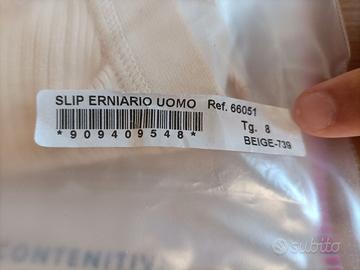 SLIP ERNIARIO UOMO Ref. 66051
*909409548* Tg. 8
BEIGE-739
CONTENITIV
subito